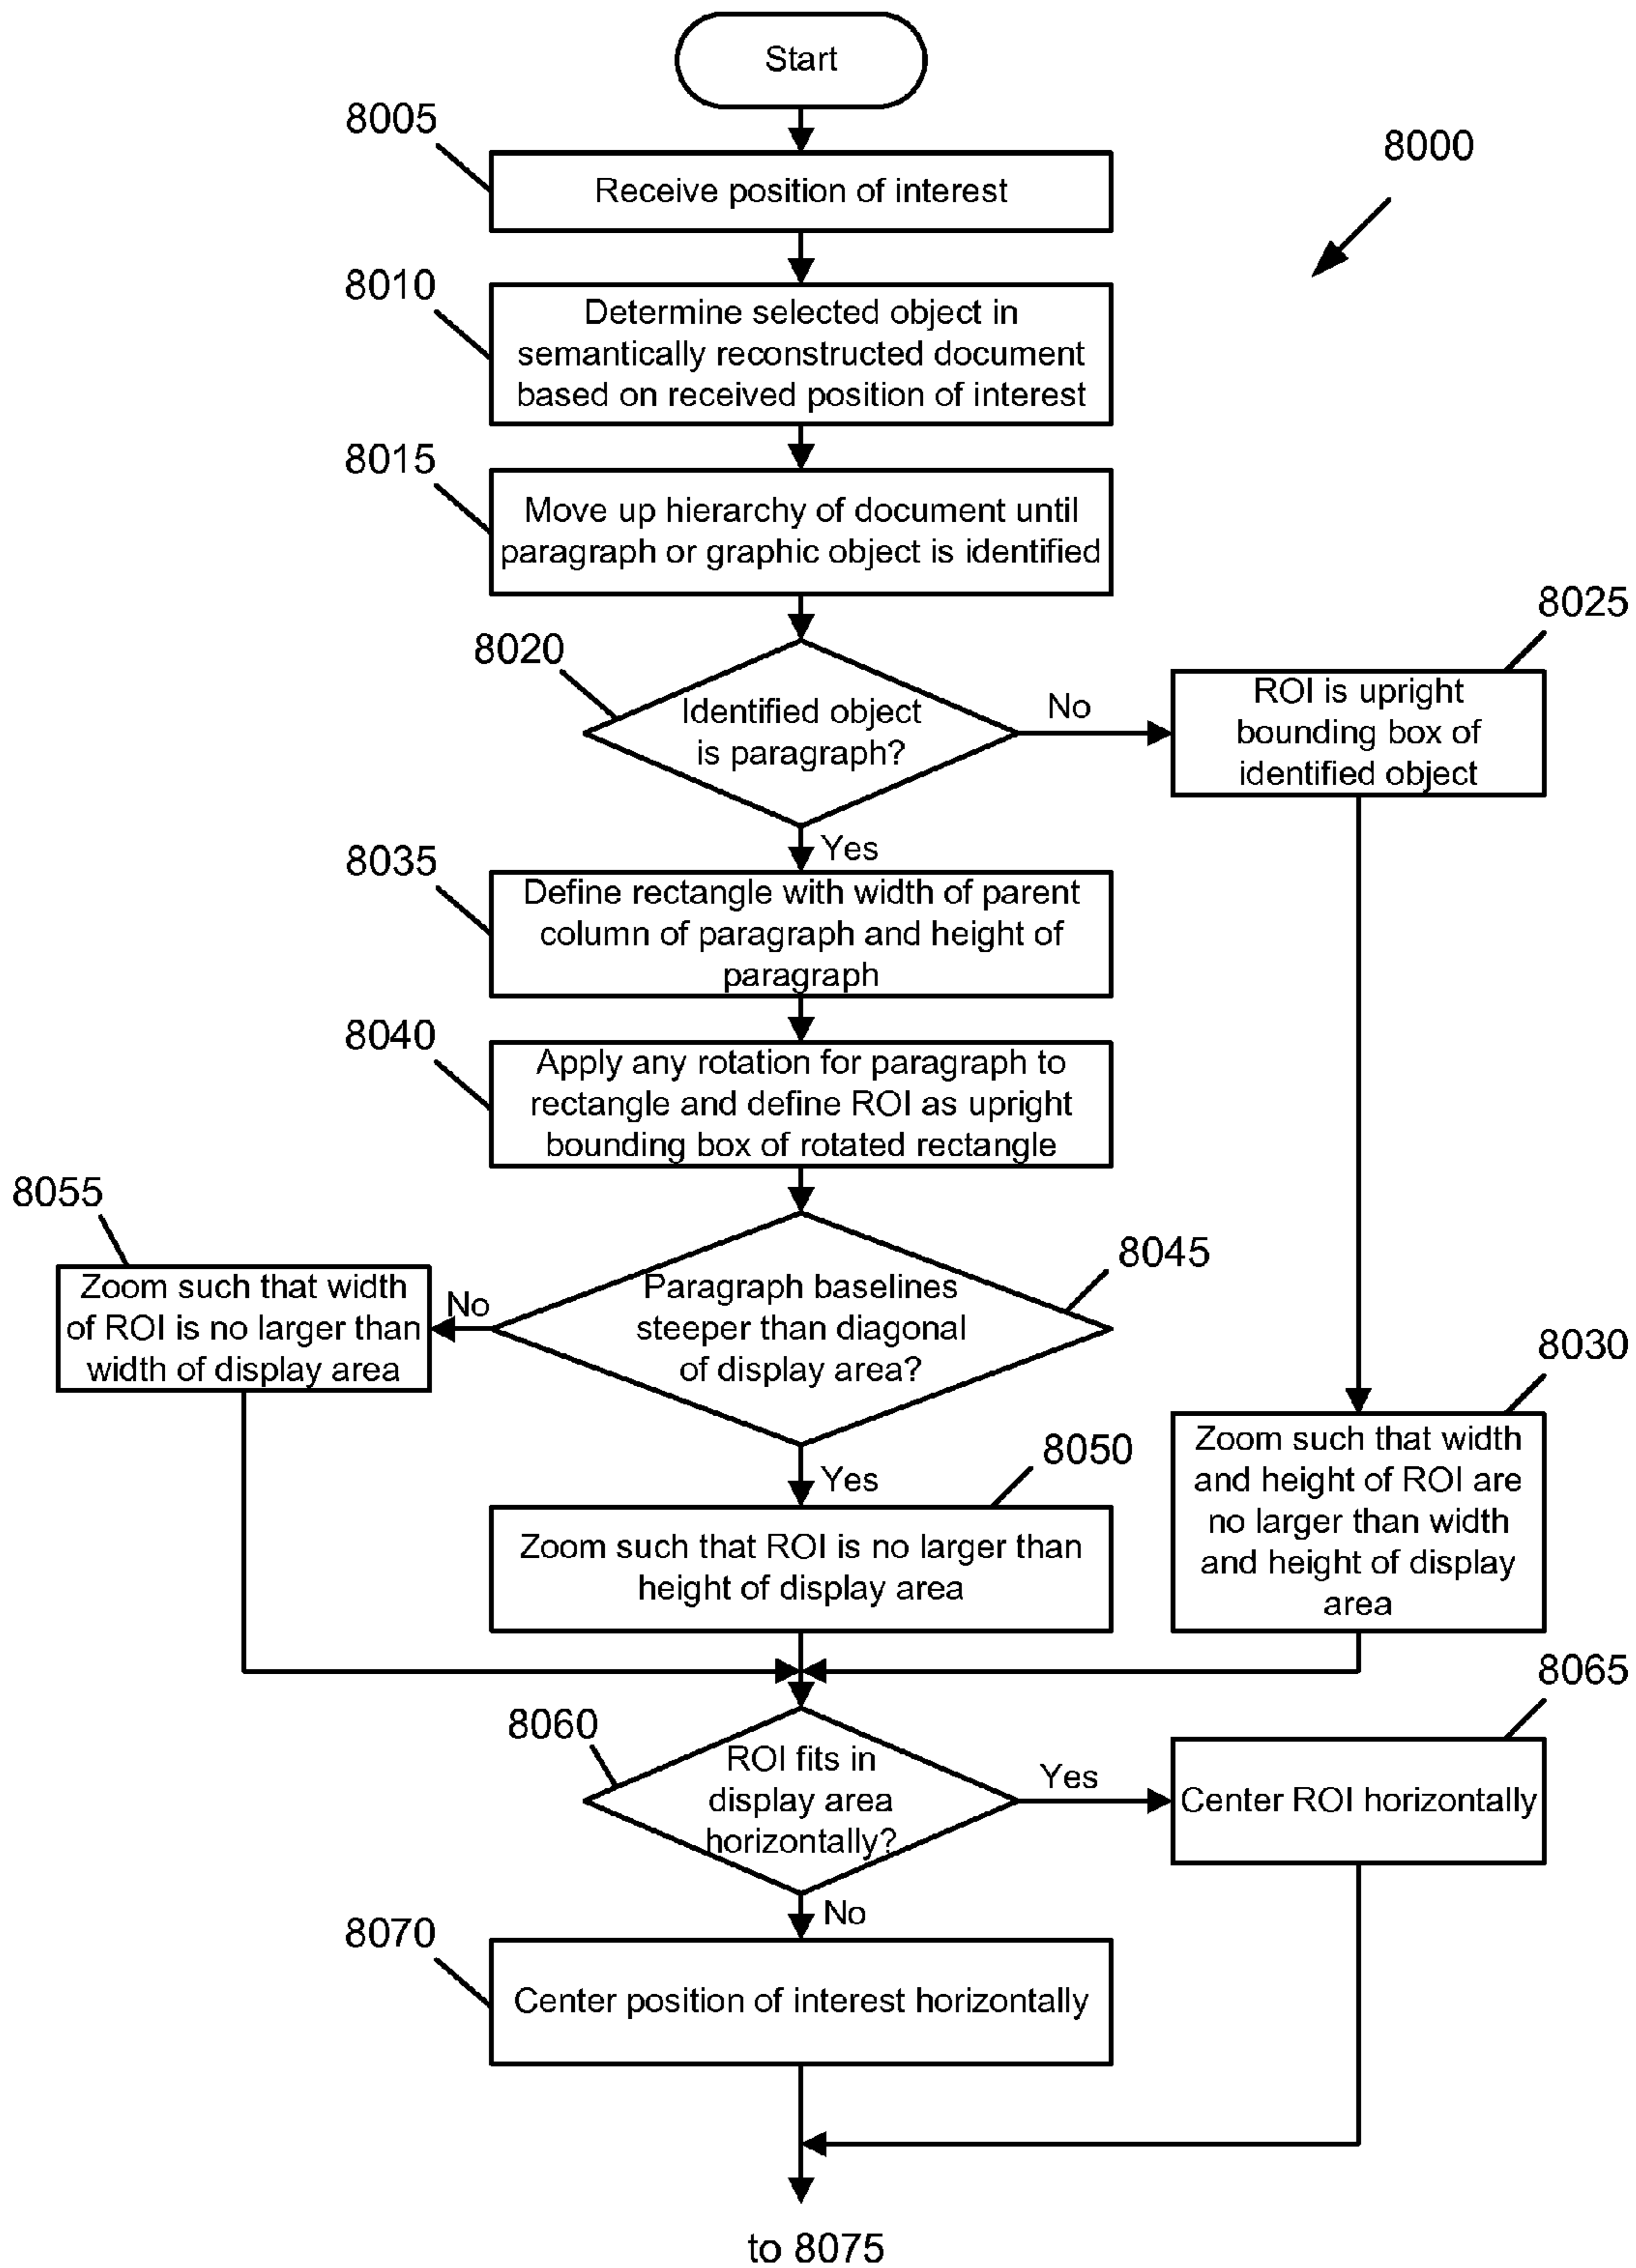 Start
8005
8000
Receive position of interest
8010
Determine selected object in
semantically reconstructed document
based on received position of interest
8015
Move up hierarchy of document until
paragraph or graphic object is identified
8025
8020
Identified object
is paragraph?
No
ROI is upright
bounding box of
identified object
Yes
8035
Define rectangle with width of parent
column of paragraph and height of
paragraph
8040
Apply any rotation for paragraph to
rectangle and define ROI as upright
bounding box of rotated rectangle
8055
8045
Zoom such that width
of ROI is no larger than
width of display area
No
Paragraph baselines
steeper than diagonal
of display area?
8030
Yes
8050
Zoom such that ROI is no larger than
height of display area
Zoom such that width
and height of ROI are
no larger than width
and height of display
area
8065
8060
ROI fits in
display area
horizontally?
Yes
Center ROI horizontally
No
8070
Center position of interest horizontally
to 8075